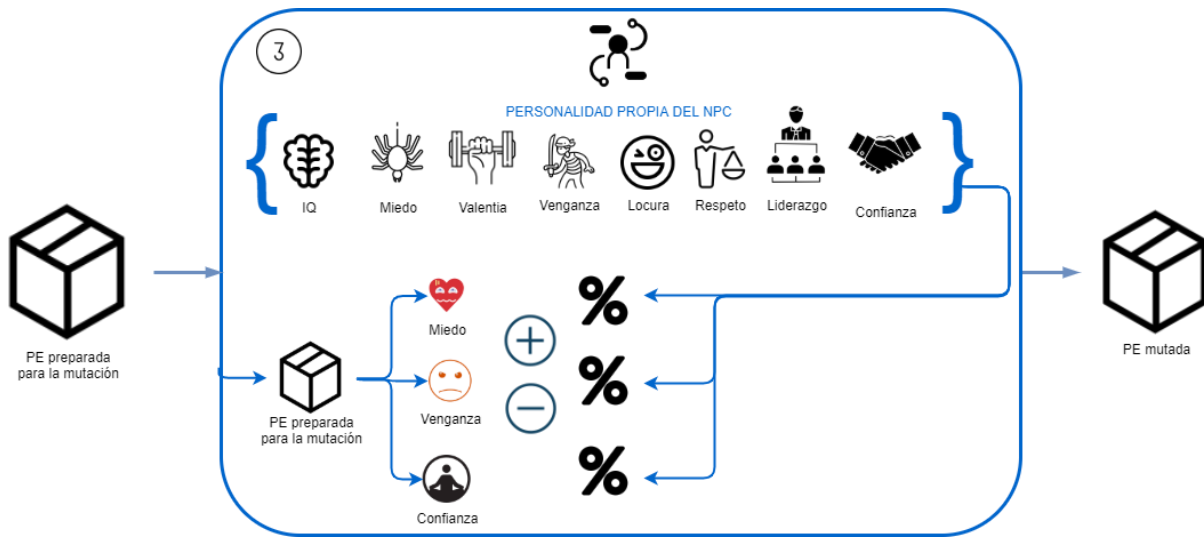 3
PERSONALIDAD PROPIA DEL NPC
{
IQ
Miedo
Valentia
Venganza
Locura
Respeto
Liderazgo
Confianza
}
PE preparada
para la mutación
Miedo
%
+
PE preparada
para la mutación
Venganza
−
%
Confianza
%
PE mutada